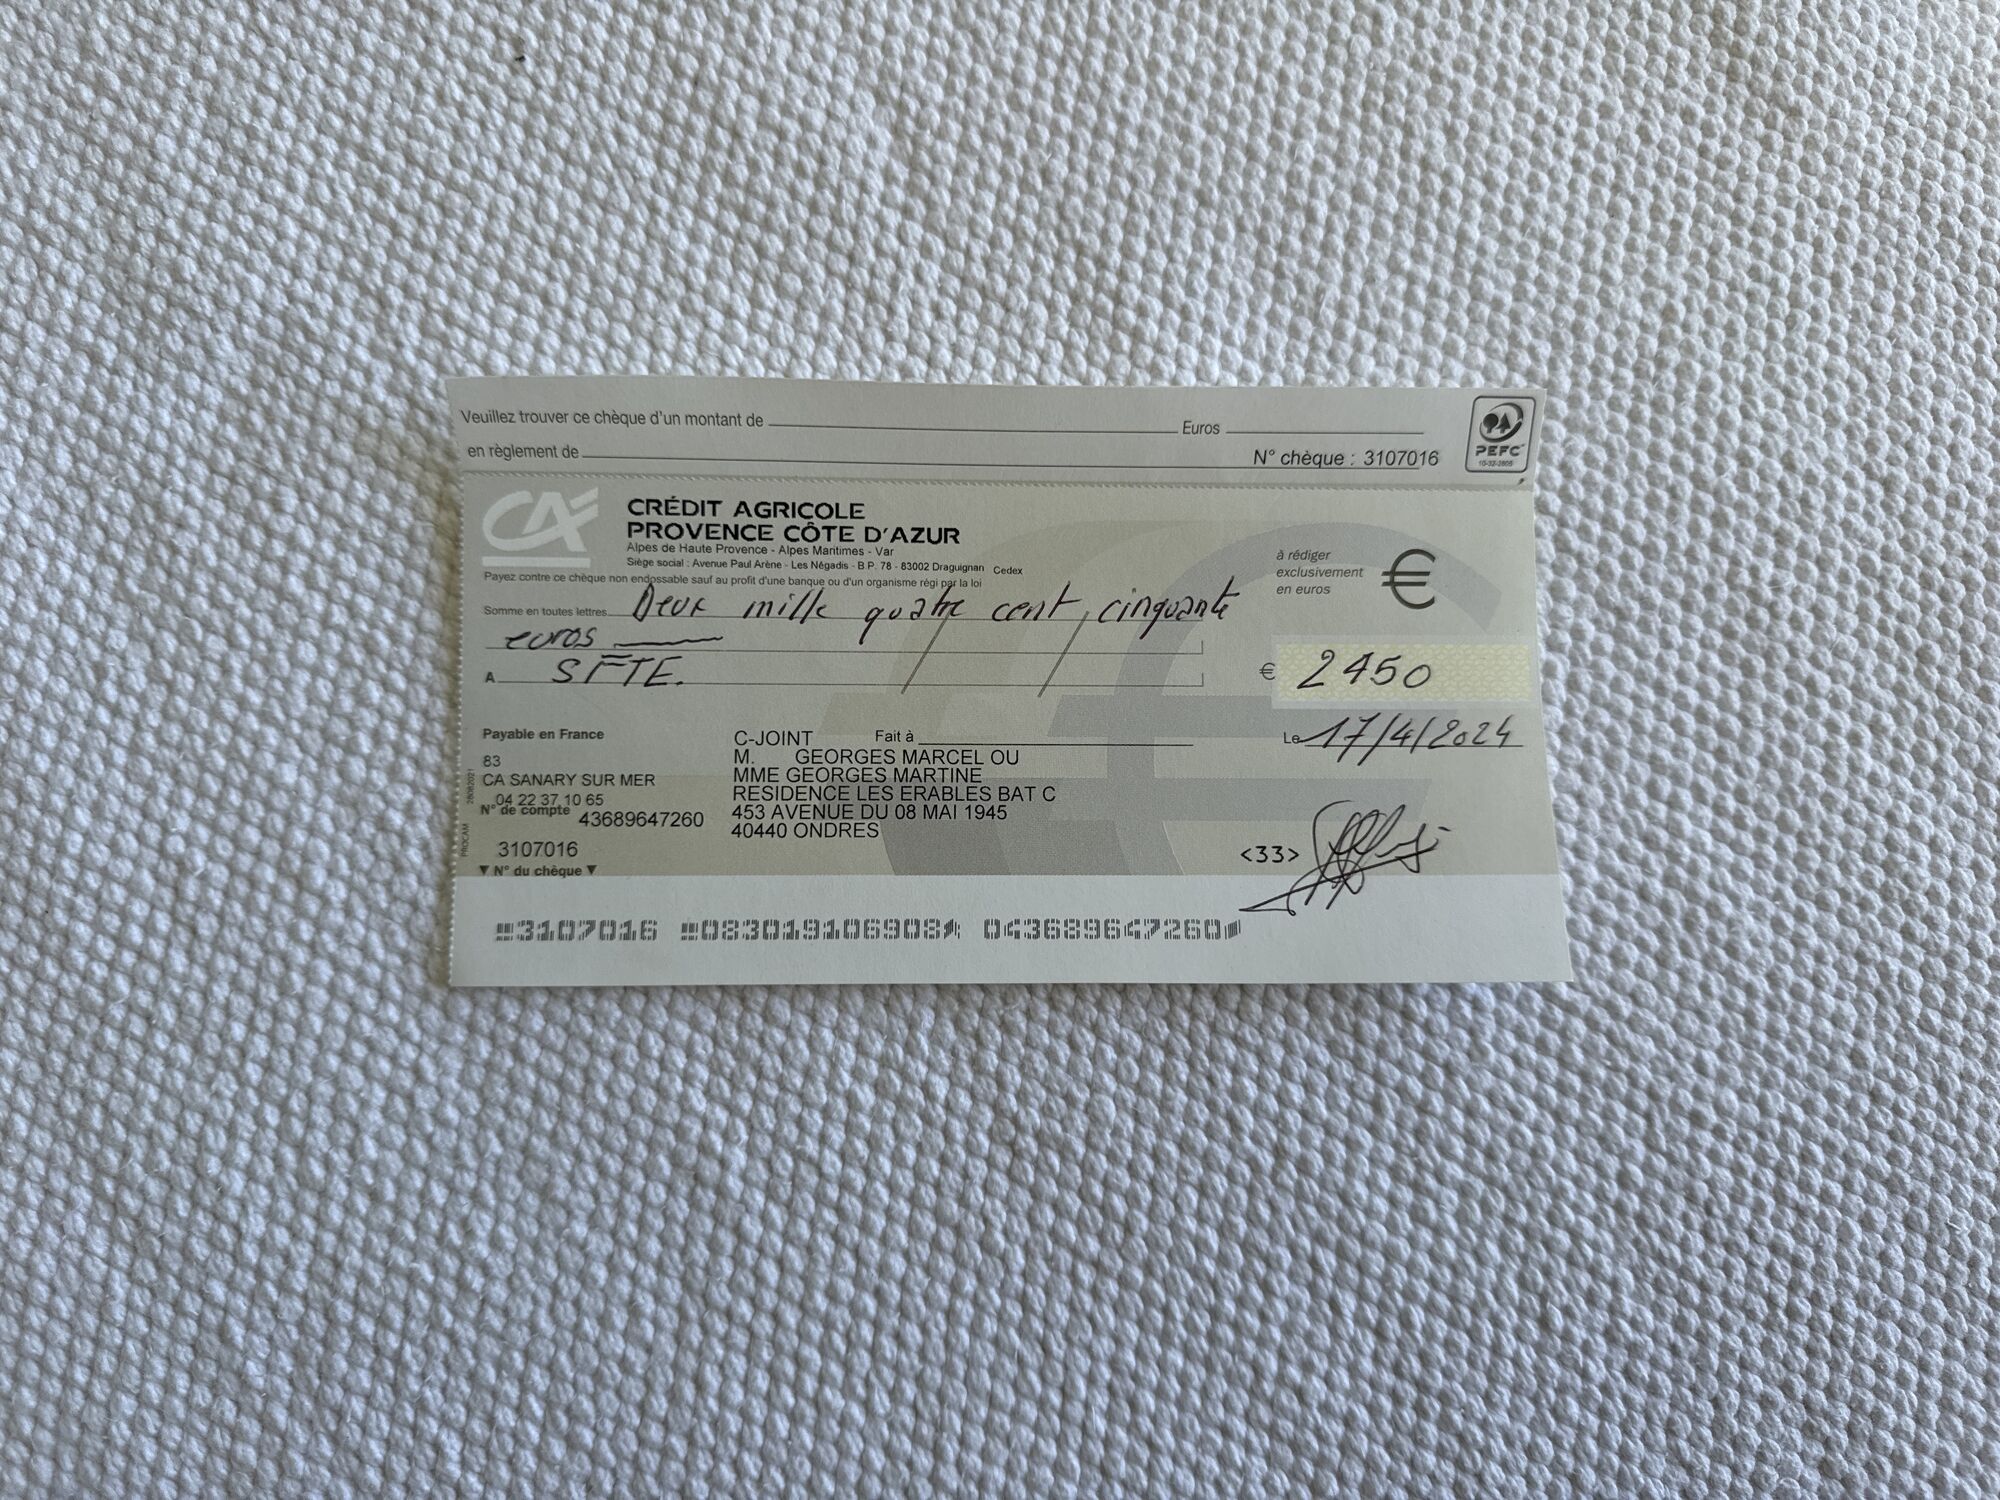 Veuillez trouver ce chèque d'un montant de Euros
en règlement de N° chèque : 3107016
PEFC
10-32-2805
CA
CRÉDIT AGRICOLE
PROVENCE CÔTE D'AZUR
Alpes de Haute Provence - Alpes Maritimes - Var
Siège social : Avenue Paul Arène - Les Négadis - B.P. 78 - 83002 Draguignan Cedex
Payez contre ce chèque non endossable sauf au profit d'une banque ou d'un organisme régi par la loi
à rédiger
exclusivement
en euros
€
Somme en toutes lettres Deux mille quatre cent cinquante
euros
A SFTE.
€ 2450
Payable en France
83
CA SANARY SUR MER
04 22 37 10 65
N° de compte 43689647260
3107016
N° du chèque
28082021
PROCAM
C-JOINT Fait à
M. GEORGES MARCEL OU
MME GEORGES MARTINE
RESIDENCE LES ERABLES BAT C
453 AVENUE DU 08 MAI 1945
40440 ONDRES
Le 17/4/2024
<33>
3107016 083019106908 043689647260